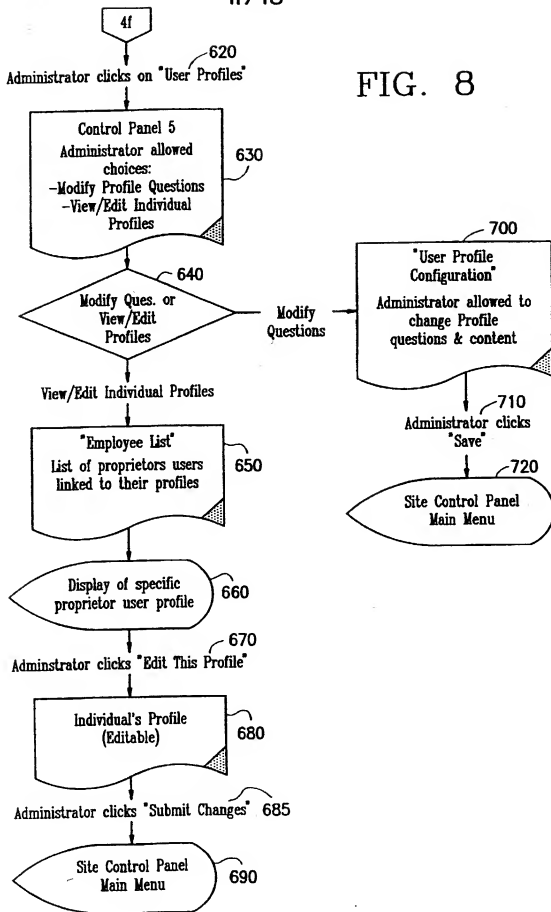 4f
620
Administrator clicks on "User Profiles"
FIG. 8
Control Panel 5
Administrator allowed
choices:
-Modify Profile Questions
-View/Edit Individual
Profiles
630
640
Modify Ques. or
View/Edit
Profiles
Modify
Questions
700
"User Profile
Configuration"
Administrator allowed to
change Profile
questions & content
710
Administrator clicks
"Save"
720
Site Control Panel
Main Menu
View/Edit Individual Profiles
"Employee List"
List of proprietors users
linked to their profiles
650
Display of specific
proprietor user profile
660
670
Adminstrator clicks "Edit This Profile"
Individual's Profile
(Editable)
680
Administrator clicks "Submit Changes" 685
Site Control Panel
Main Menu
690